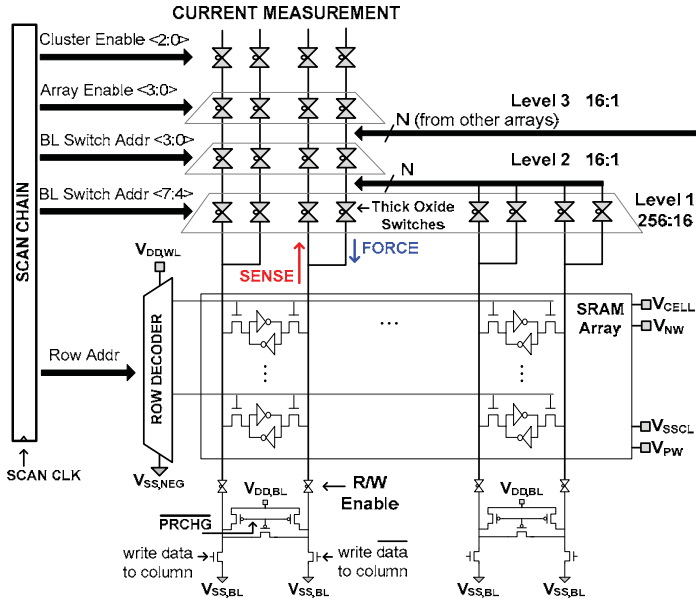 CURRENT MEASUREMENT
Cluster Enable <2:0>
Array Enable <3:0>
Level 3 16:1
N (from other arrays)
BL Switch Addr <3:0>
Level 2 16:1
N
BL Switch Addr <7:4>
Level 1
256:16
Thick Oxide
Switches
SCAN CHAIN
VDD,WL
SENSE
FORCE
ROW DECODER
SRAM
Array
VCELL
VNW
...
Row Addr
VSSCL
VPW
SCAN CLK
VSS,NEG
R/W
Enable
VDD,BL
VDD,BL
PRCHG
write data
to column
write data
to column
VSS,BL
VSS,BL
VSS,BL
VSS,BL